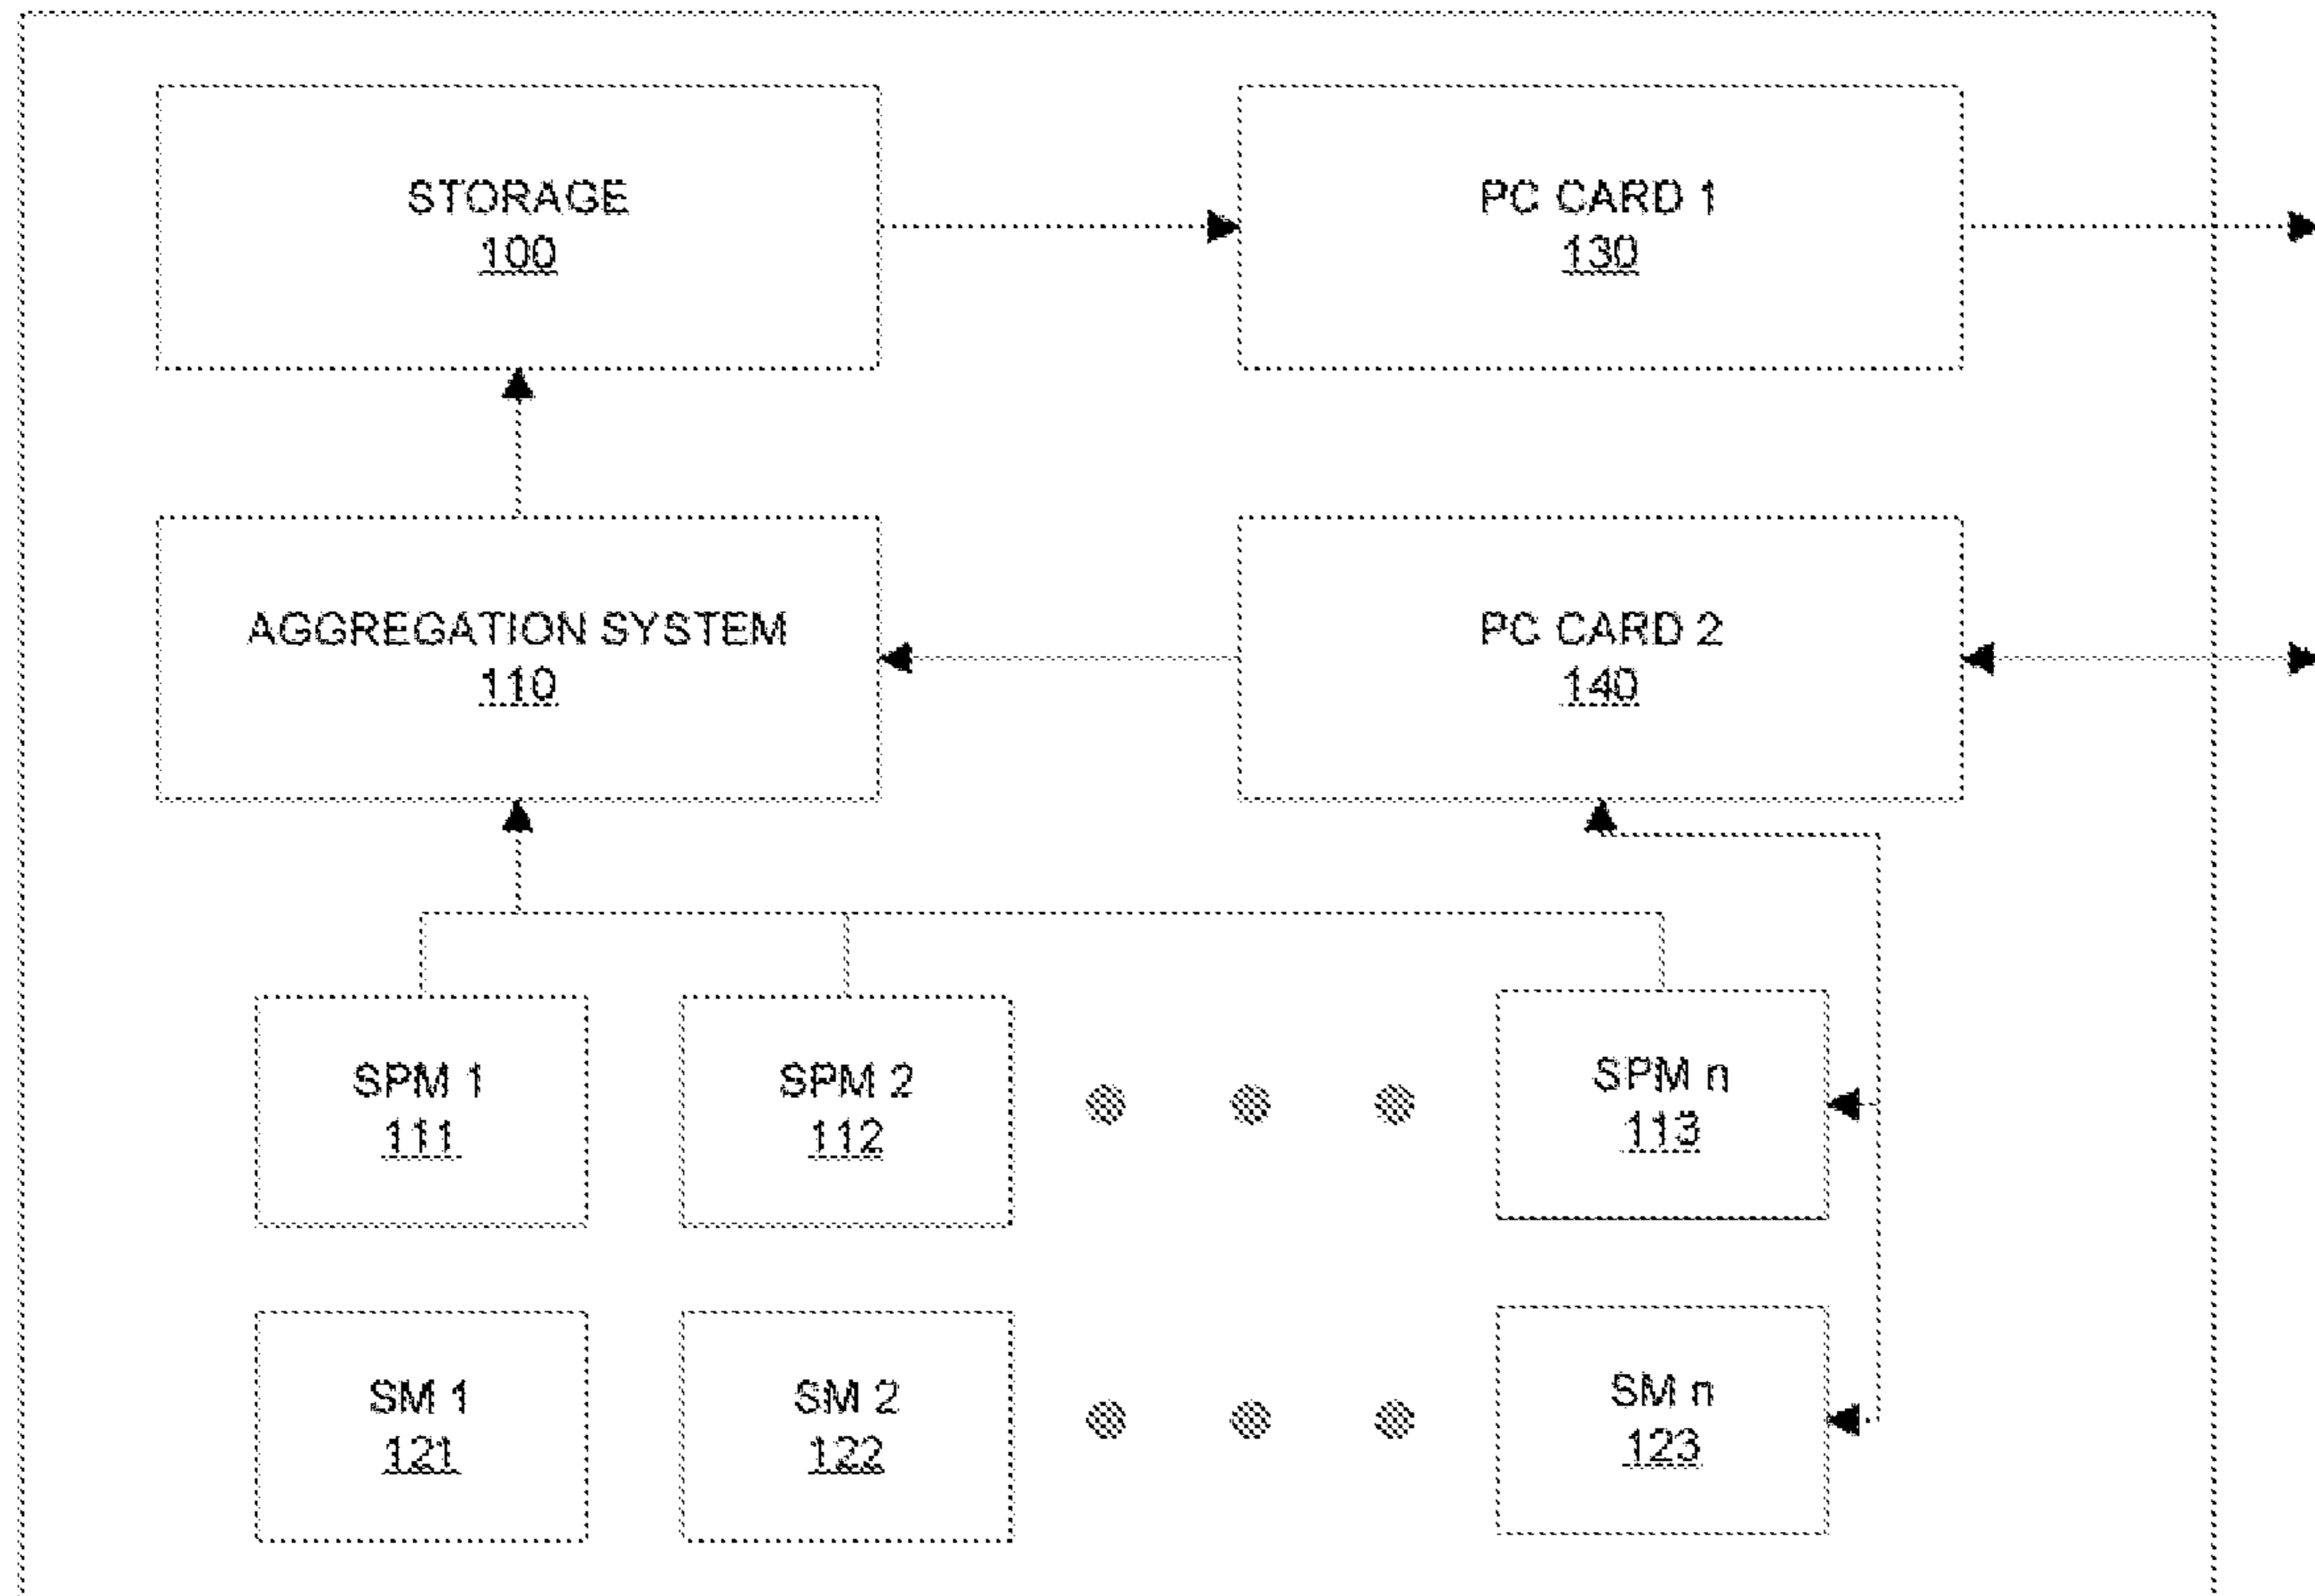 STORAGE
100
PC CARD 1
130
AGGREGATION SYSTEM
110
PC CARD 2
140
SPM 1
111
SPM 2
112
SPM n
113
SM 1
121
SM 2
122
SM n
123